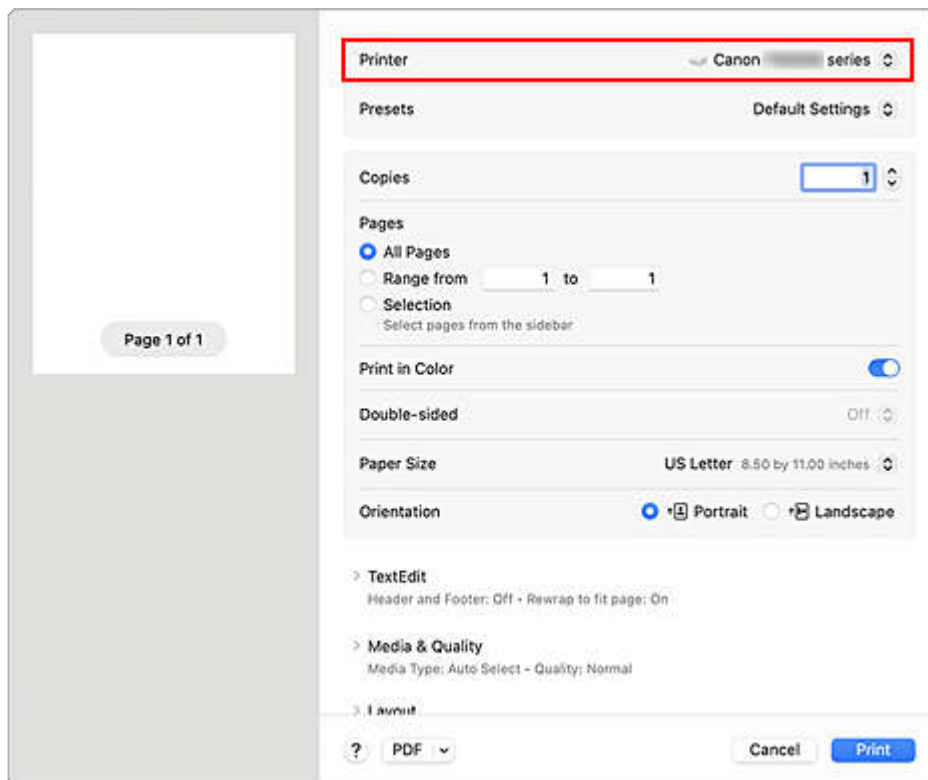 Printer Canon series
Presets Default Settings
Copies 1
Pages
All Pages
Range from 1 to 1
Selection
Select pages from the sidebar
Page 1 of 1
Print in Color
Double-sided Off
Paper Size US Letter 8.50 by 11.00 inches
Orientation Portrait Landscape
TextEdit
Header and Footer: Off • Rewrap to fit page: On
Media & Quality
Media Type: Auto Select - Quality: Normal
Layout
? PDF Cancel Print